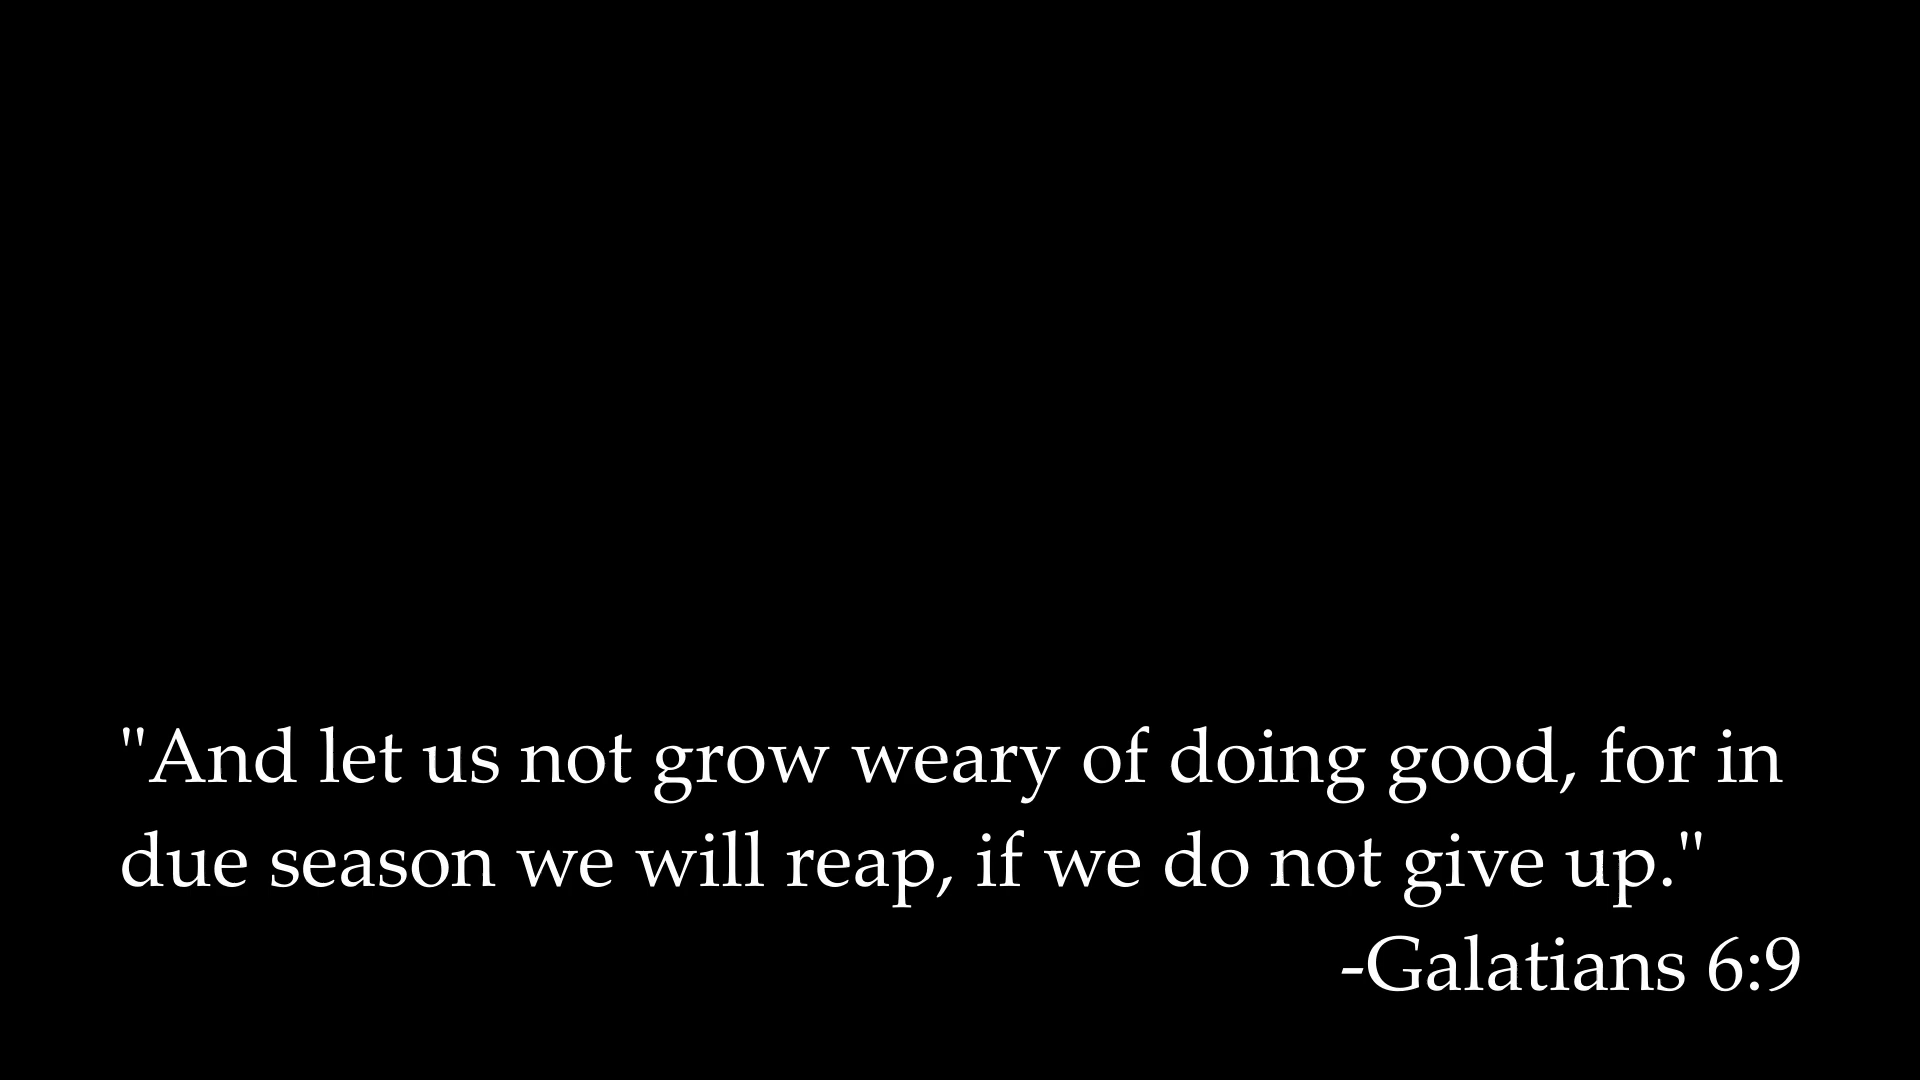 "And let us not grow weary of doing good, for in
due season we will reap, if we do not give up."
-Galatians 6:9